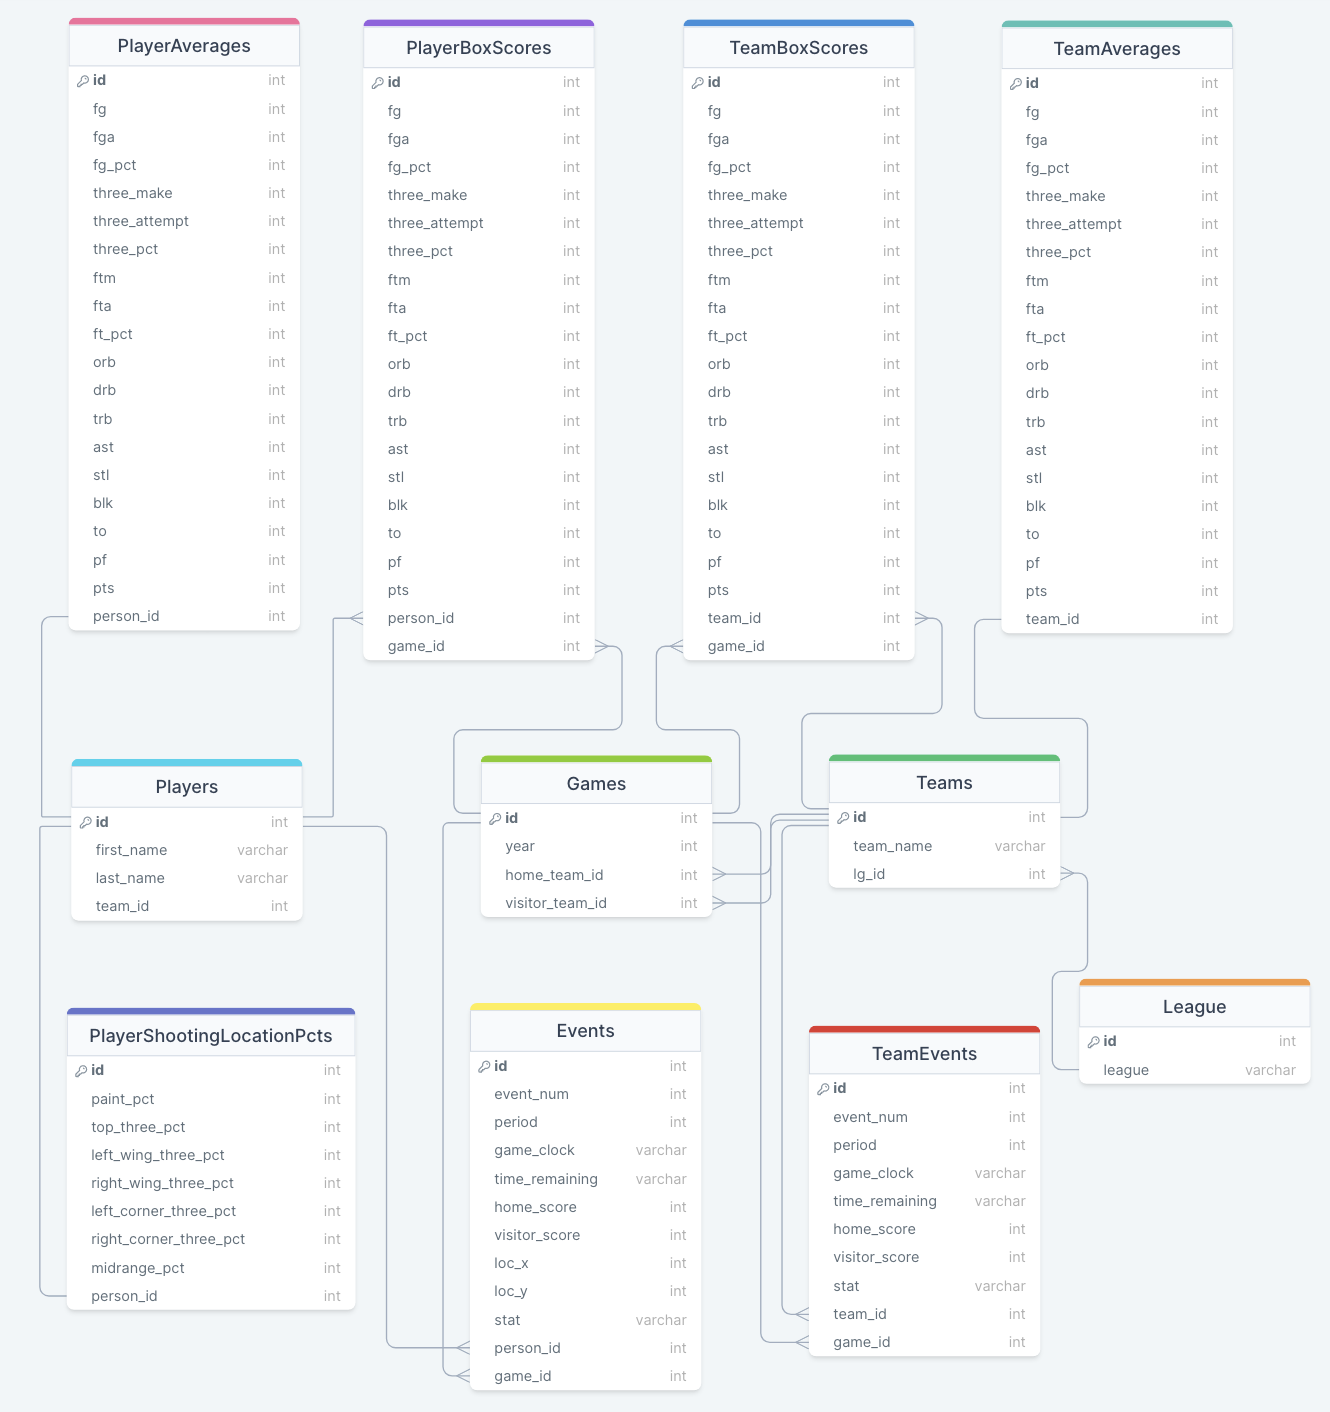 PlayerAverages
id int
fg int
fga int
fg_pct int
three_make int
three_attempt int
three_pct int
ftm int
fta int
ft_pct int
orb int
drb int
trb int
ast int
stl int
blk int
to int
pf int
pts int
person_id int
PlayerBoxScores
id int
fg int
fga int
fg_pct int
three_make int
three_attempt int
three_pct int
ftm int
fta int
ft_pct int
orb int
drb int
trb int
ast int
stl int
blk int
to int
pf int
pts int
person_id int
game_id int
TeamBoxScores
id int
fg int
fga int
fg_pct int
three_make int
three_attempt int
three_pct int
ftm int
fta int
ft_pct int
orb int
drb int
trb int
ast int
stl int
blk int
to int
pf int
pts int
team_id int
game_id int
TeamAverages
id int
fg int
fga int
fg_pct int
three_make int
three_attempt int
three_pct int
ftm int
fta int
ft_pct int
orb int
drb int
trb int
ast int
stl int
blk int
to int
pf int
pts int
team_id int
Players
id int
first_name varchar
last_name varchar
team_id int
Games
id int
year int
home_team_id int
visitor_team_id int
Teams
id int
team_name varchar
lg_id int
PlayerShootingLocationPcts
id int
paint_pct int
top_three_pct int
left_wing_three_pct int
right_wing_three_pct int
left_corner_three_pct int
right_corner_three_pct int
midrange_pct int
person_id int
Events
id int
event_num int
period int
game_clock varchar
time_remaining varchar
home_score int
visitor_score int
loc_x int
loc_y int
stat varchar
person_id int
game_id int
TeamEvents
id int
event_num int
period int
game_clock varchar
time_remaining varchar
home_score int
visitor_score int
stat varchar
team_id int
game_id int
League
id int
league varchar